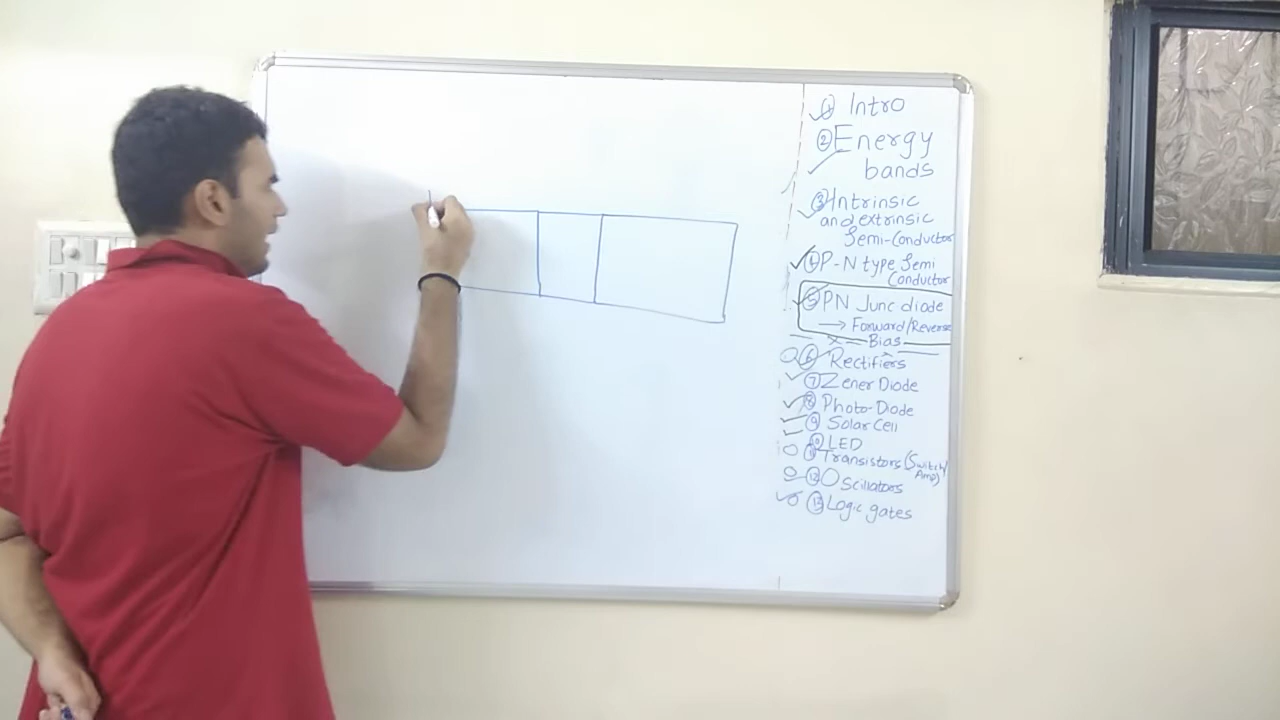 ① Intro
② Energy
bands
③ Intrinsic
and extrinsic
Semi-Conductor
④ P-N type Semi
Conductor
⑤ PN Junc diode
→ Forward/Reverse
Bias
⑥ Rectifiers
⑦ Zener Diode
⑧ Photo-Diode
⑨ Solar Cell
⑩ LED
⑪ Transistors (Switch/
Amp)
⑫ Oscillators
⑬ Logic gates